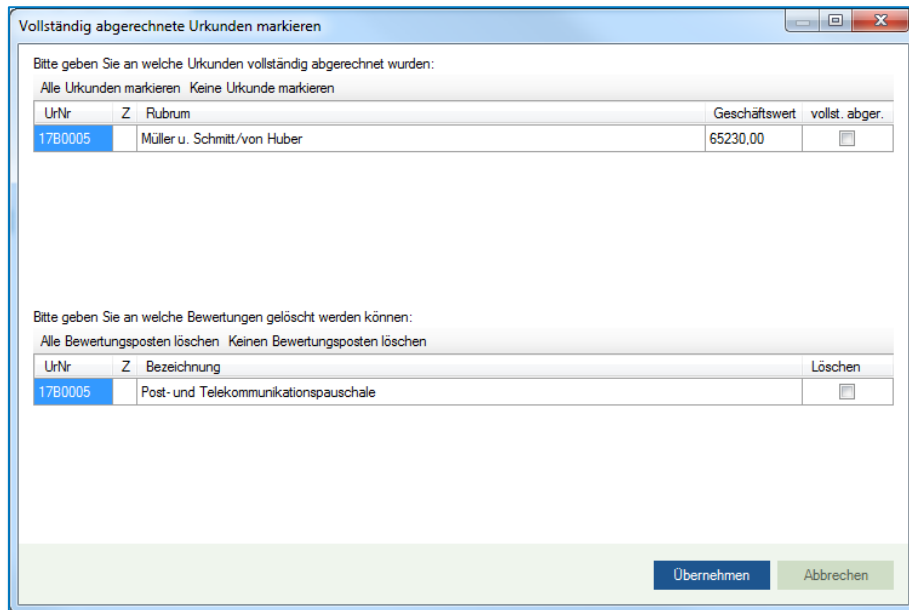 Vollständig abgerechnete Urkunden markieren
Bitte geben Sie an welche Urkunden vollständig abgerechnet wurden:
Alle Urkunden markieren Keine Urkunde markieren
UrNr Z Rubrum Geschäftswert vollst. abger.
17B0005 Müller u. Schmitt/von Huber 65230,00
Bitte geben Sie an welche Bewertungen gelöscht werden können:
Alle Bewertungsposten löschen Keinen Bewertungsposten löschen
UrNr Z Bezeichnung Löschen
17B0005 Post- und Telekommunikationspauschale
Übernehmen Abbrechen